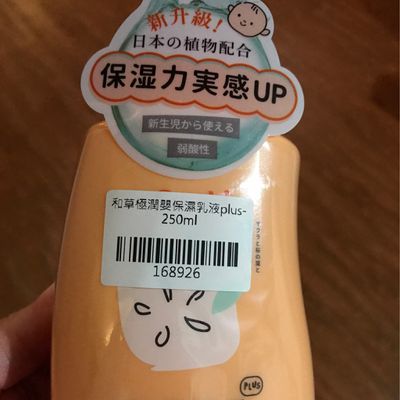 新升級!
日本の植物配合
保湿力実感UP
新生児から使える
弱酸性
和草極潤嬰保濕乳液plus-
250ml
168926
PLUS